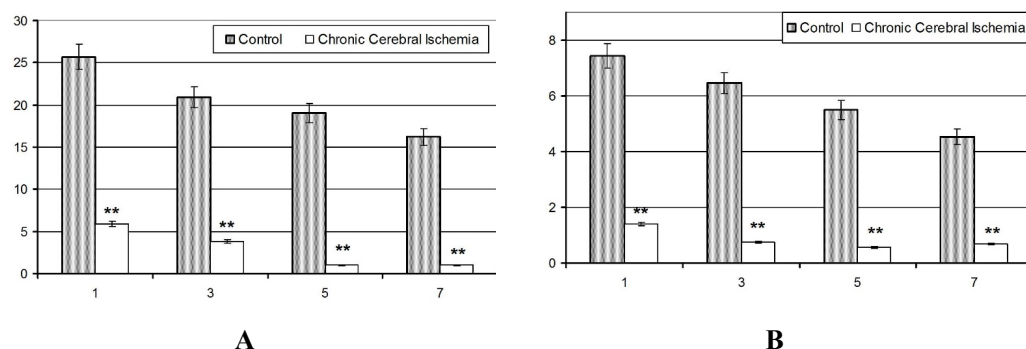 30
25
20
15
10
5
0
Control Chronic Cerebral Ischemia
** ** ** **
1 3 5 7
A
8
6
4
2
0
Control Chronic Cerebral Ischemia
** ** ** **
1 3 5 7
B